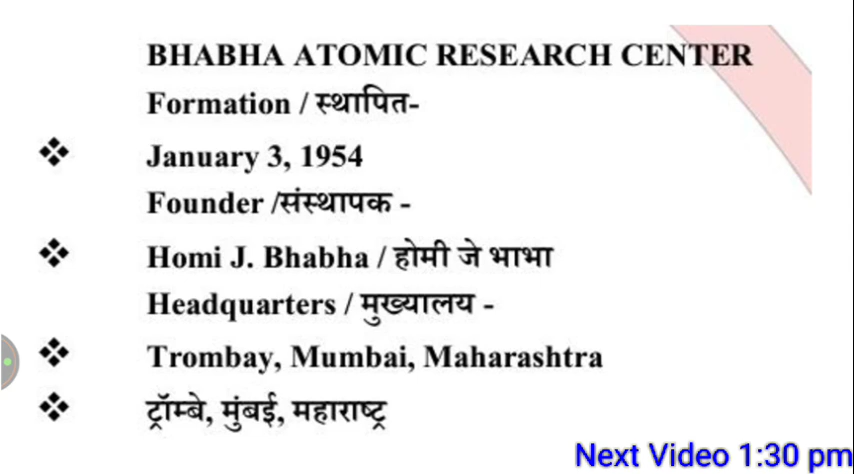 BHABHA ATOMIC RESEARCH CENTER
Formation / स्थापित-
❖ January 3, 1954
Founder /संस्थापक -
❖ Homi J. Bhabha / होमी जे भाभा
Headquarters / मुख्यालय -
❖ Trombay, Mumbai, Maharashtra
❖ ट्रॉम्बे, मुंबई, महाराष्ट्र
Next Video 1:30 pm